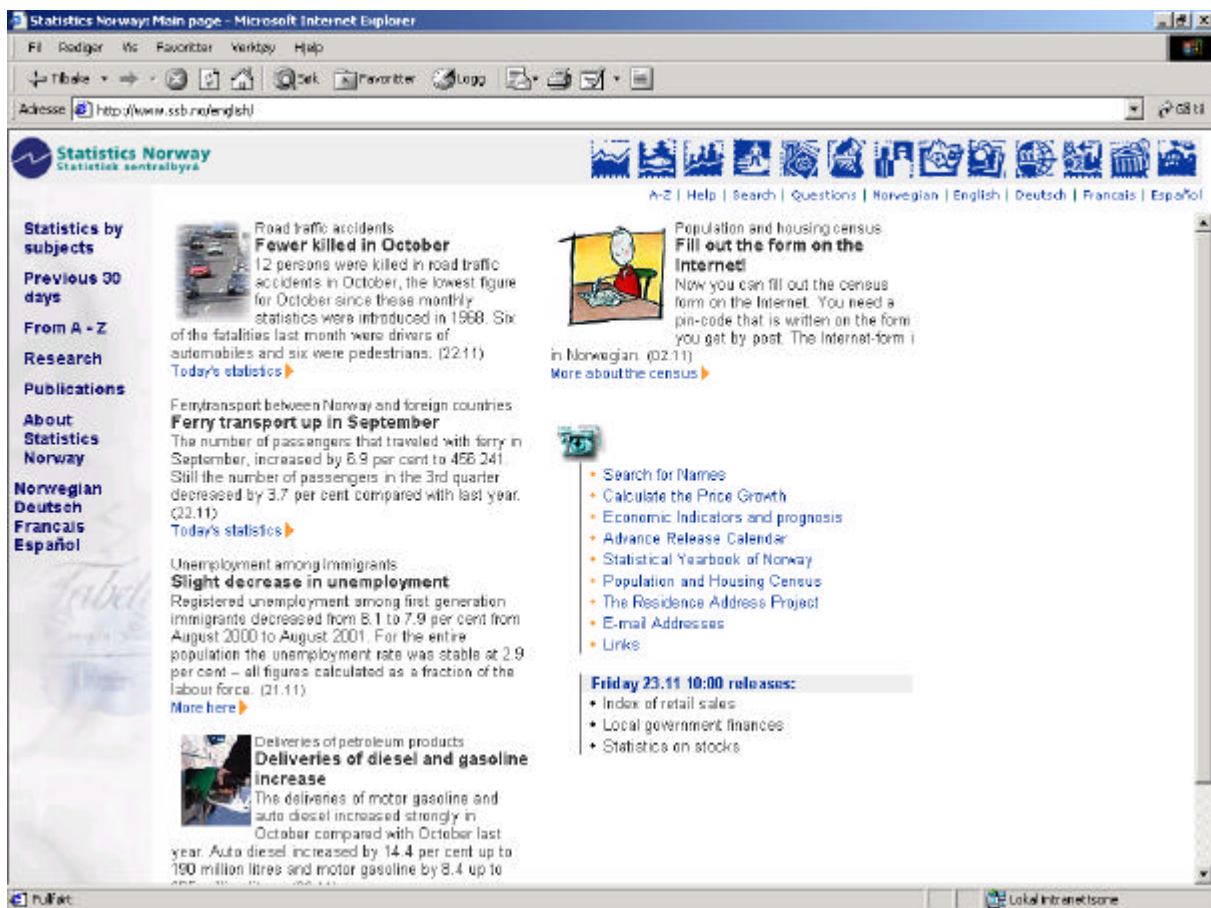 Statistics Norway: Main page - Microsoft Internet Explorer
Fil Rediger Vis Favoritter Verktøy Hjelp
Tilbake Søk Favoritter Logg
Adresse http://www.ssb.no/english/ Gå til
Statistics Norway
Statistisk sentralbyrå
A-Z | Help | Search | Questions | Norwegian | English | Deutsch | Francais | Español
Statistics by
subjects
Previous 30
days
From A - Z
Research
Publications
About
Statistics
Norway
Norwegian
Deutsch
Francais
Español
Road traffic accidents
Fewer killed in October
12 persons were killed in road traffic
accidents in October, the lowest figure
for October since these monthly
statistics were introduced in 1968. Six
of the fatalities last month were drivers of
automobiles and six were pedestrians. (22.11)
Today's statistics
Ferrytransport between Norway and foreign countries
Ferry transport up in September
The number of passengers that traveled with ferry in
September, increased by 6.9 per cent to 456 241.
Still the number of passengers in the 3rd quarter
decreased by 3.7 per cent compared with last year.
(22.11)
Today's statistics
Unemployment among Immigrants
Slight decrease in unemployment
Registered unemployment among first generation
immigrants decreased from 8.1 to 7.9 per cent from
August 2000 to August 2001. For the entire
population the unemployment rate was stable at 2.9
per cent – all figures calculated as a fraction of the
labour force. (21.11)
More here
Deliveries of petroleum products
Deliveries of diesel and gasoline
increase
The deliveries of motor gasoline and
auto diesel increased strongly in
October compared with October last
year. Auto diesel increased by 14.4 per cent up to
190 million litres and motor gasoline by 8.4 up to
Population and housing census
Fill out the form on the
Internet!
Now you can fill out the census
form on the Internet. You need a
pin-code that is written on the form
you get by post. The Internet-form i
in Norwegian. (02.11)
More about the census
Search for Names
Calculate the Price Growth
Economic Indicators and prognosis
Advance Release Calendar
Statistical Yearbook of Norway
Population and Housing Census
The Residence Address Project
E-mail Addresses
Links
Friday 23.11 10:00 releases:
Index of retail sales
Local government finances
Statistics on stocks
Fullført
Lokal intranettsone